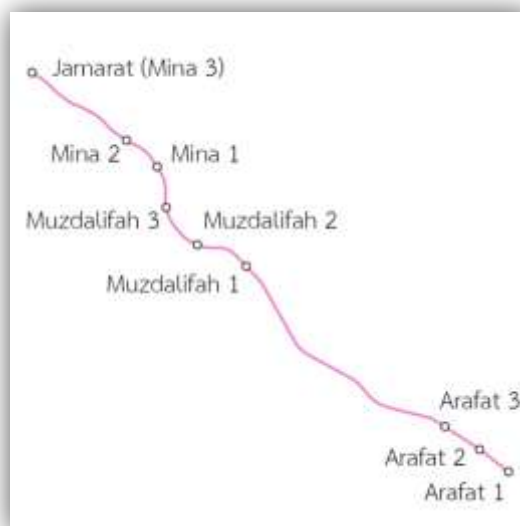 Jamarat (Mina 3)
Mina 2
Mina 1
Muzdalifah 3
Muzdalifah 2
Muzdalifah 1
Arafat 3
Arafat 2
Arafat 1